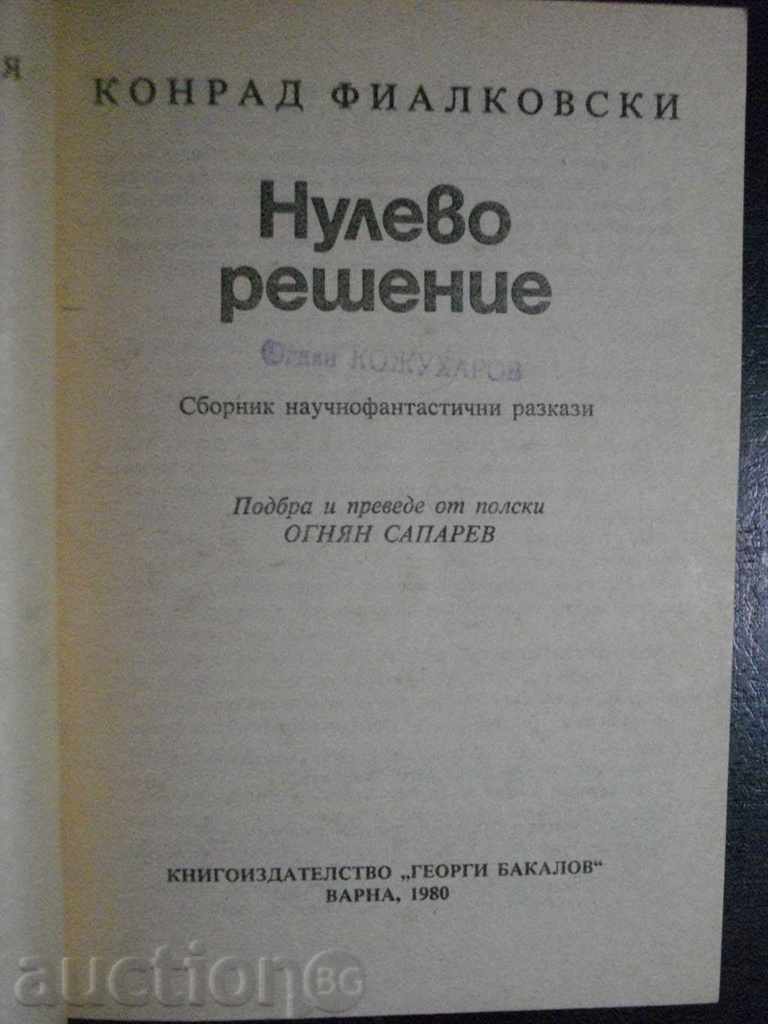 Я
КОНРАД ФИАЛКОВСКИ
Нулево
решение
Огнян КОЖУХАРОВ
Сборник научнофантастични разкази
Подбра и преведе от полски
ОГНЯН САПАРЕВ
КНИГОИЗДАТЕЛСТВО „ГЕОРГИ БАКАЛОВ“
ВАРНА, 1980
auction BG